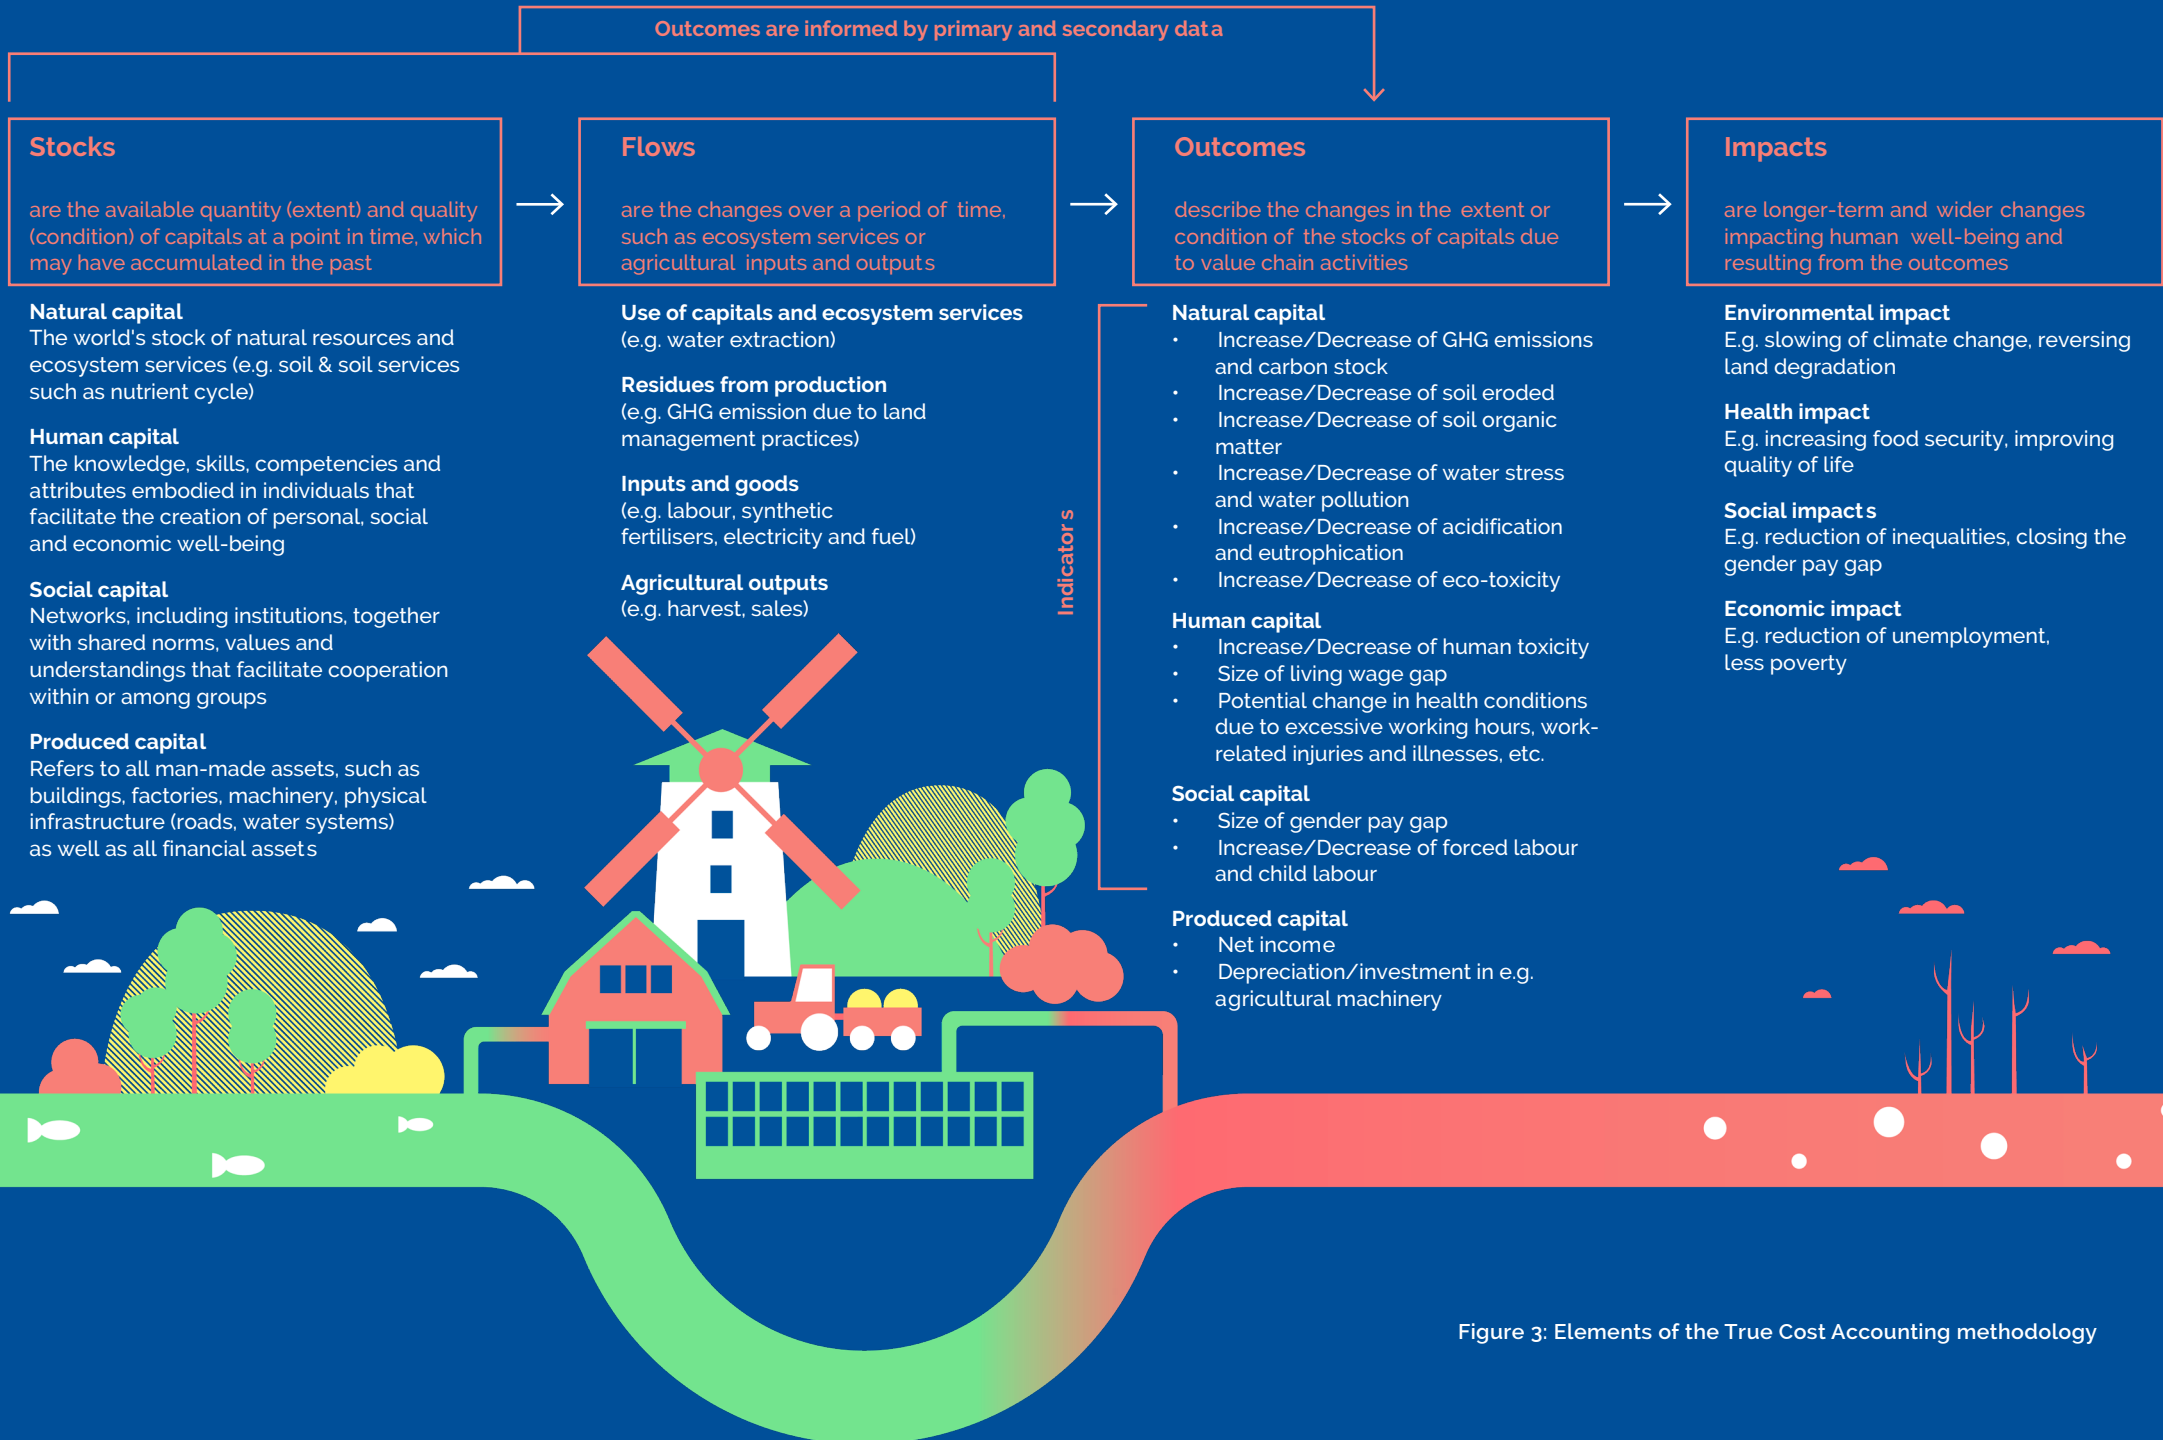 Outcomes are informed by primary and secondary data
Stocks
are the available quantity (extent) and quality
(condition) of capitals at a point in time, which
may have accumulated in the past
Natural capital
The world's stock of natural resources and
ecosystem services (e.g. soil & soil services
such as nutrient cycle)
Human capital
The knowledge, skills, competencies and
attributes embodied in individuals that
facilitate the creation of personal, social
and economic well-being
Social capital
Networks, including institutions, together
with shared norms, values and
understandings that facilitate cooperation
within or among groups
Produced capital
Refers to all man-made assets, such as
buildings, factories, machinery, physical
infrastructure (roads, water systems)
as well as all financial assets
Flows
are the changes over a period of time,
such as ecosystem services or
agricultural inputs and outputs
Use of capitals and ecosystem services
(e.g. water extraction)
Residues from production
(e.g. GHG emission due to land
management practices)
Inputs and goods
(e.g. labour, synthetic
fertilisers, electricity and fuel)
Agricultural outputs
(e.g. harvest, sales)
Outcomes
describe the changes in the extent or
condition of the stocks of capitals due
to value chain activities
Indicators
Natural capital
• Increase/Decrease of GHG emissions
and carbon stock
• Increase/Decrease of soil eroded
• Increase/Decrease of soil organic
matter
• Increase/Decrease of water stress
and water pollution
• Increase/Decrease of acidification
and eutrophication
• Increase/Decrease of eco-toxicity
Human capital
• Increase/Decrease of human toxicity
• Size of living wage gap
• Potential change in health conditions
due to excessive working hours, work-
related injuries and illnesses, etc.
Social capital
• Size of gender pay gap
• Increase/Decrease of forced labour
and child labour
Produced capital
• Net income
• Depreciation/investment in e.g.
agricultural machinery
Impacts
are longer-term and wider changes
impacting human well-being and
resulting from the outcomes
Environmental impact
E.g. slowing of climate change, reversing
land degradation
Health impact
E.g. increasing food security, improving
quality of life
Social impacts
E.g. reduction of inequalities, closing the
gender pay gap
Economic impact
E.g. reduction of unemployment,
less poverty
Figure 3: Elements of the True Cost Accounting methodology